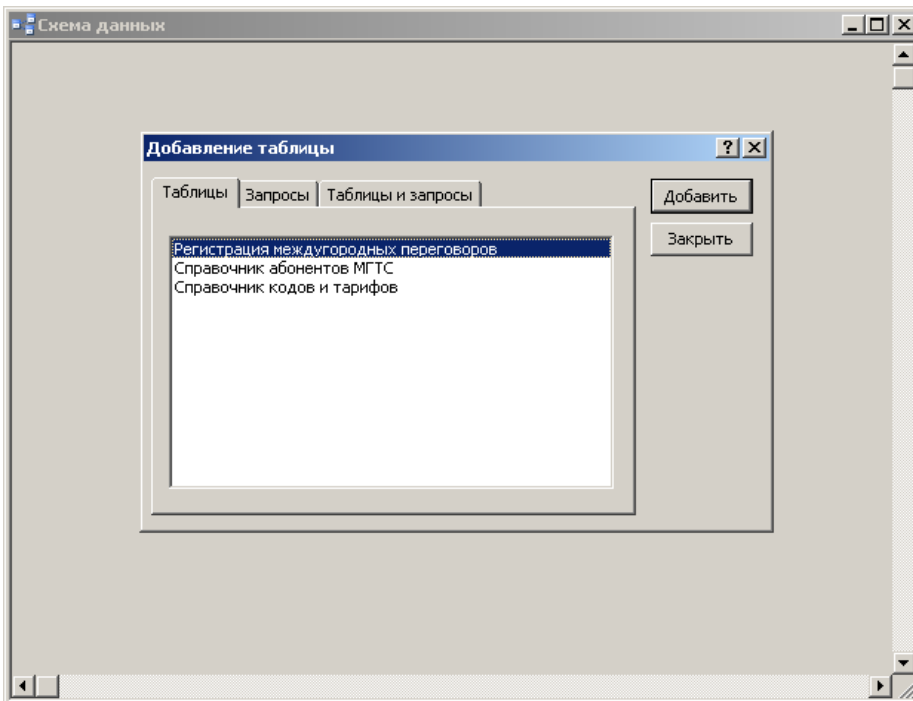 Схема данных
Добавление таблицы
Таблицы Запросы Таблицы и запросы
Добавить
Закрыть
Регистрация междугородных переговоров
Справочник абонентов МГТС
Справочник кодов и тарифов